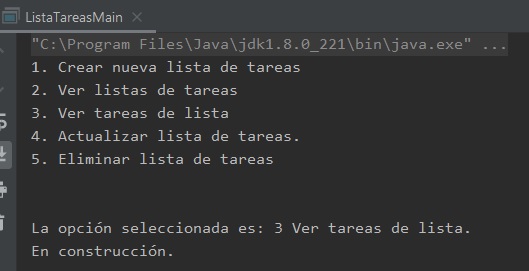 ListaTareasMain
"C:\Program Files\Java\jdk1.8.0_221\bin\java.exe" ...
1. Crear nueva lista de tareas
2. Ver listas de tareas
3. Ver tareas de lista
4. Actualizar lista de tareas.
5. Eliminar lista de tareas
La opción seleccionada es: 3 Ver tareas de lista.
En construcción.